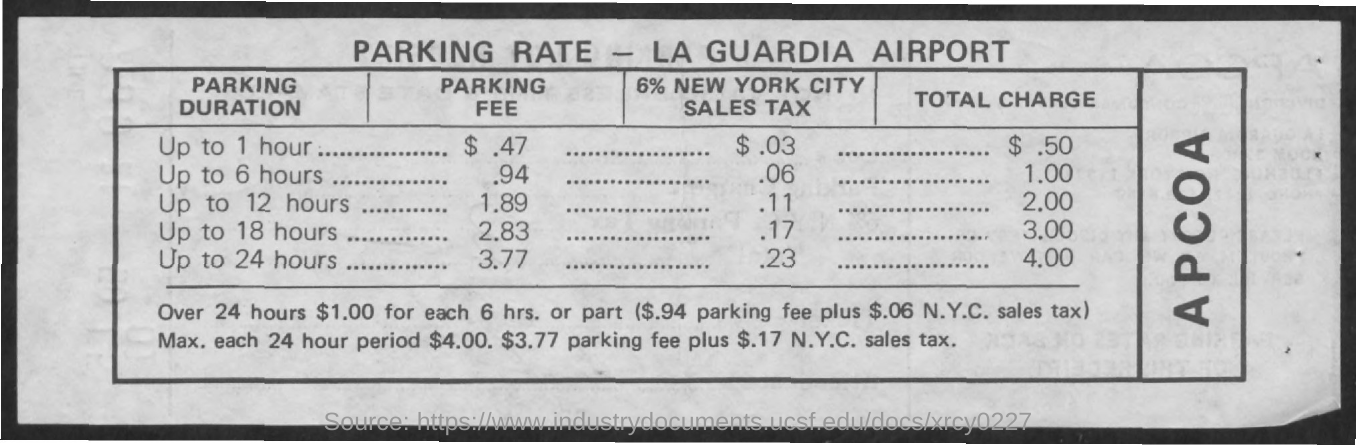 PARKING RATE — LA GUARDIA AIRPORT
PARKING DURATION PARKING FEE 6% NEW YORK CITY SALES TAX TOTAL CHARGE
Up to 1 hour ................... $ .47 ..................... $ .03 ...................... $ .50
Up to 6 hours ................. .94 ..................... .06 ...................... 1.00
Up to 12 hours ............ 1.89 ..................... .11 ...................... 2.00
Up to 18 hours .............. 2.83 ..................... .17 ...................... 3.00
Up to 24 hours .............. 3.77 ..................... .23 ...................... 4.00
Over 24 hours $1.00 for each 6 hrs. or part ($.94 parking fee plus $.06 N.Y.C. sales tax)
Max. each 24 hour period $4.00. $3.77 parking fee plus $.17 N.Y.C. sales tax.
APCOA
Source: https://www.industrydocuments.ucsf.edu/docs/xrcy0227